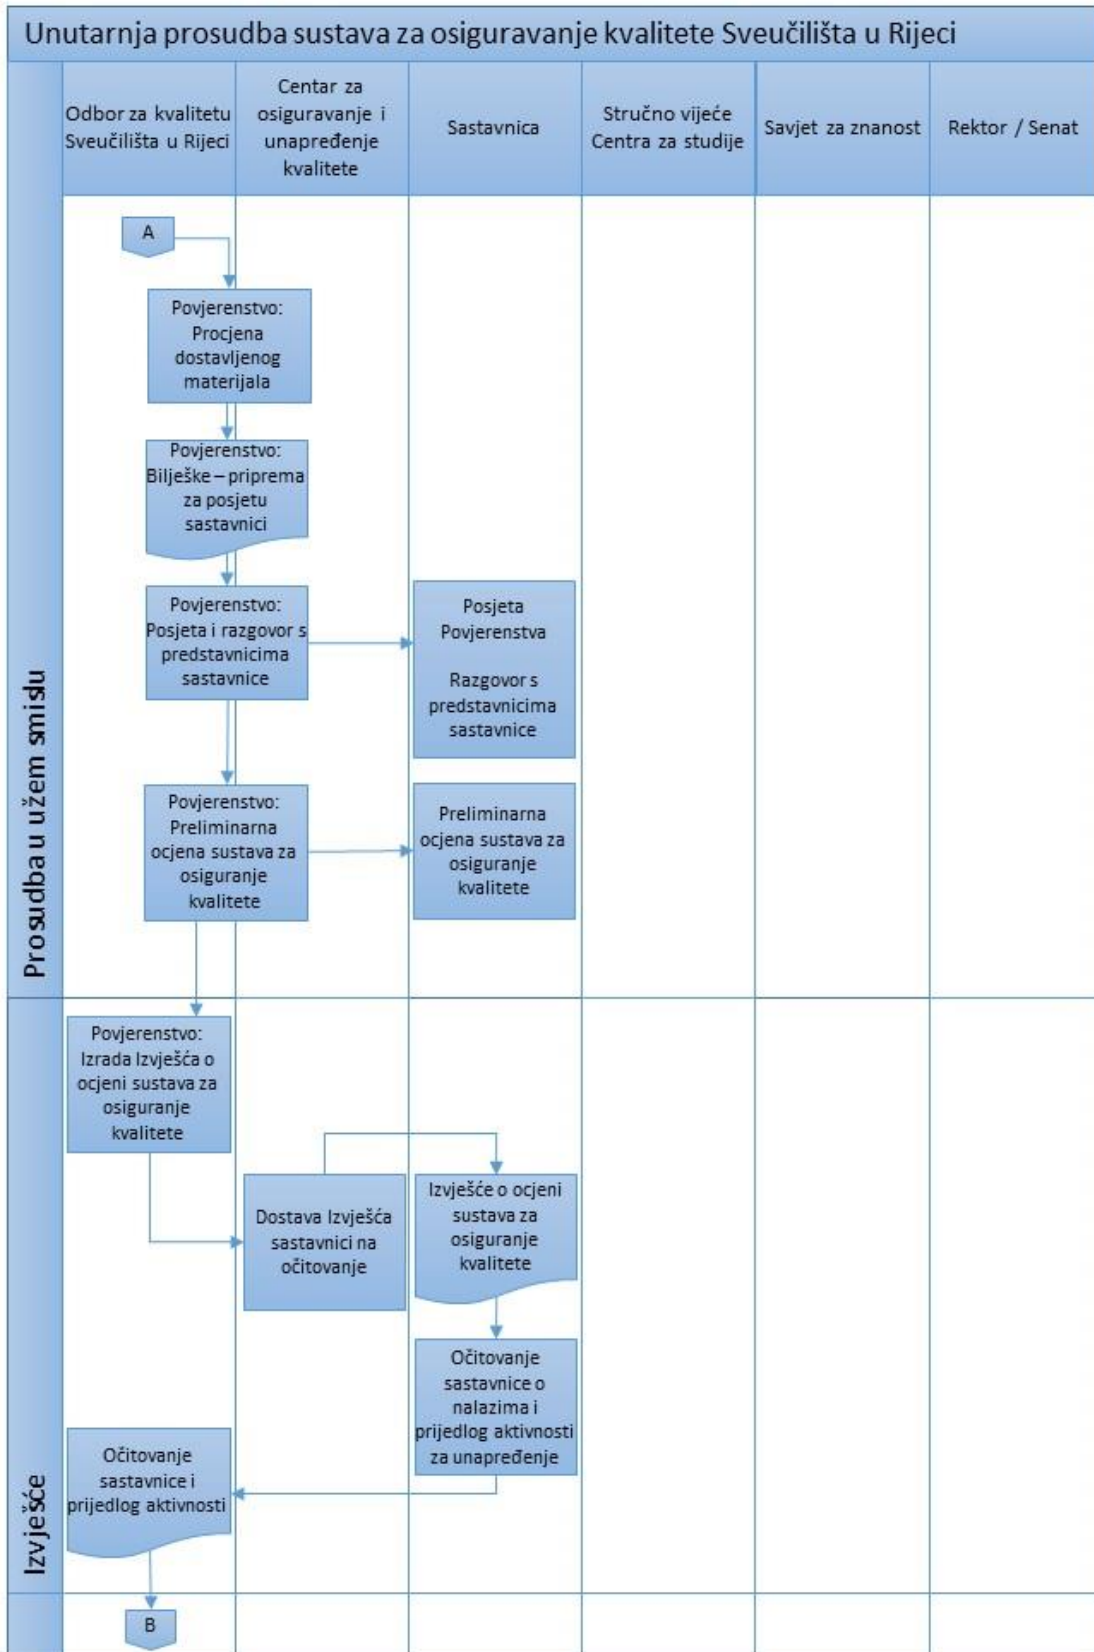 Unutarnja prosudba sustava za osiguravanje kvalitete Sveučilišta u Rijeci
Odbor za kvalitetu
Sveučilišta u Rijeci
Centar za
osiguravanje i
unapređenje
kvalitete
Sastavnica
Stručno vijeće
Centra za studije
Savjet za znanost
Rektor / Senat
Prosudba u užem smislu
A
Povjerenstvo:
Procjena
dostavljenog
materijala
Povjerenstvo:
Bilješke – priprema
za posjetu
sastavnici
Povjerenstvo:
Posjeta i razgovor s
predstavnicima
sastavnice
Posjeta
Povjerenstva
Razgovor s
predstavnicima
sastavnice
Povjerenstvo:
Preliminarna
ocjena sustava za
osiguranje
kvalitete
Preliminarna
ocjena sustava za
osiguranje
kvalitete
Izvješće
Povjerenstvo:
Izrada Izvješća o
ocjeni sustava za
osiguranje
kvalitete
Dostava Izvješća
sastavnici na
očitovanje
Izvješće o ocjeni
sustava za
osiguranje
kvalitete
Očitovanje
sastavnice o
nalazima i
prijedlog aktivnosti
za unapređenje
Očitovanje
sastavnice i
prijedlog aktivnosti
B